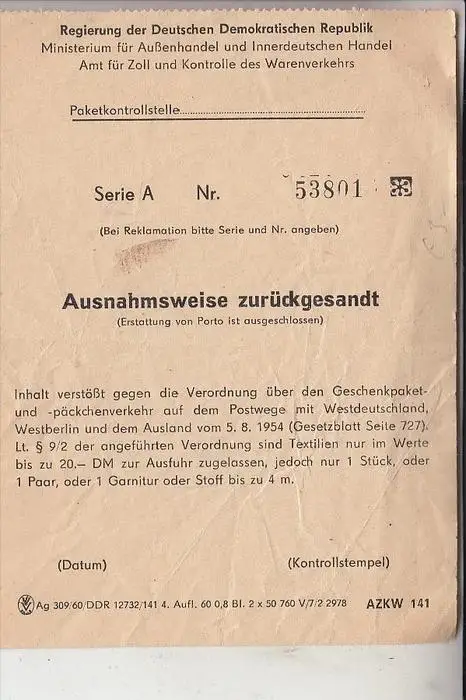 Regierung der Deutschen Demokratischen Republik
Ministerium für Außenhandel und Innerdeutschen Handel
Amt für Zoll und Kontrolle des Warenverkehrs
Paketkontrollstelle
Serie A Nr. 53801
(Bei Reklamation bitte Serie und Nr. angeben)
Ausnahmsweise zurückgesandt
(Erstattung von Porto ist ausgeschlossen)
Inhalt verstößt gegen die Verordnung über den Geschenkpaket-
und -päckchenverkehr auf dem Postwege mit Westdeutschland,
Westberlin und dem Ausland vom 5. 8. 1954 (Gesetzblatt Seite 727).
Lt. § 9/2 der angeführten Verordnung sind Textilien nur im Werte
bis zu 20.— DM zur Ausfuhr zugelassen, jedoch nur 1 Stück, oder
1 Paar, oder 1 Garnitur oder Stoff bis zu 4 m.
(Datum) (Kontrollstempel)
Ag 309/60/DDR 12732/141 4. Aufl. 60 0,8 Bl. 2 x 50 760 V/7/2 2978 AZKW 141